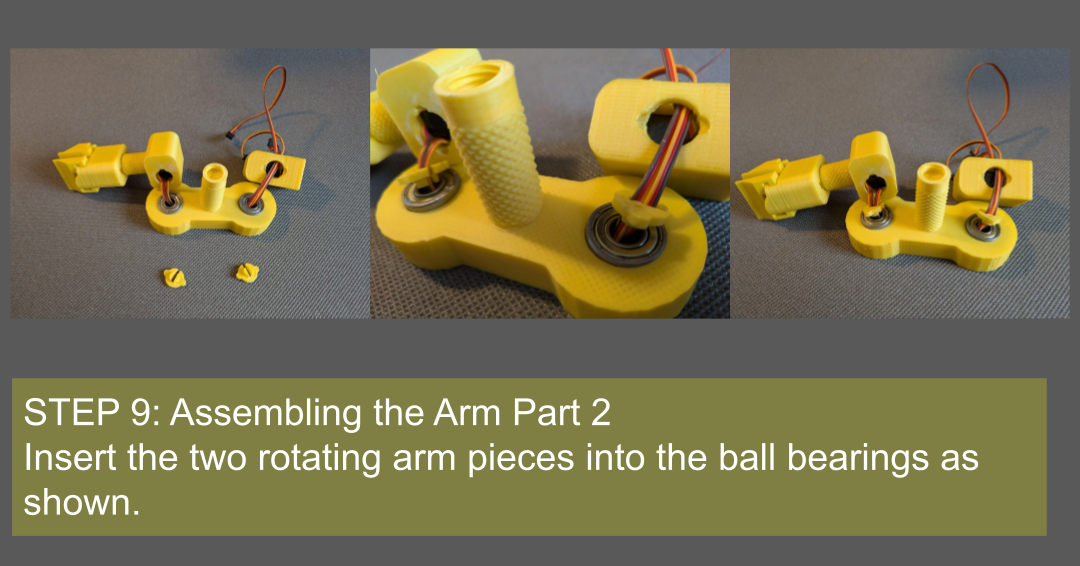 STEP 9: Assembling the Arm Part 2
Insert the two rotating arm pieces into the ball bearings as
shown.